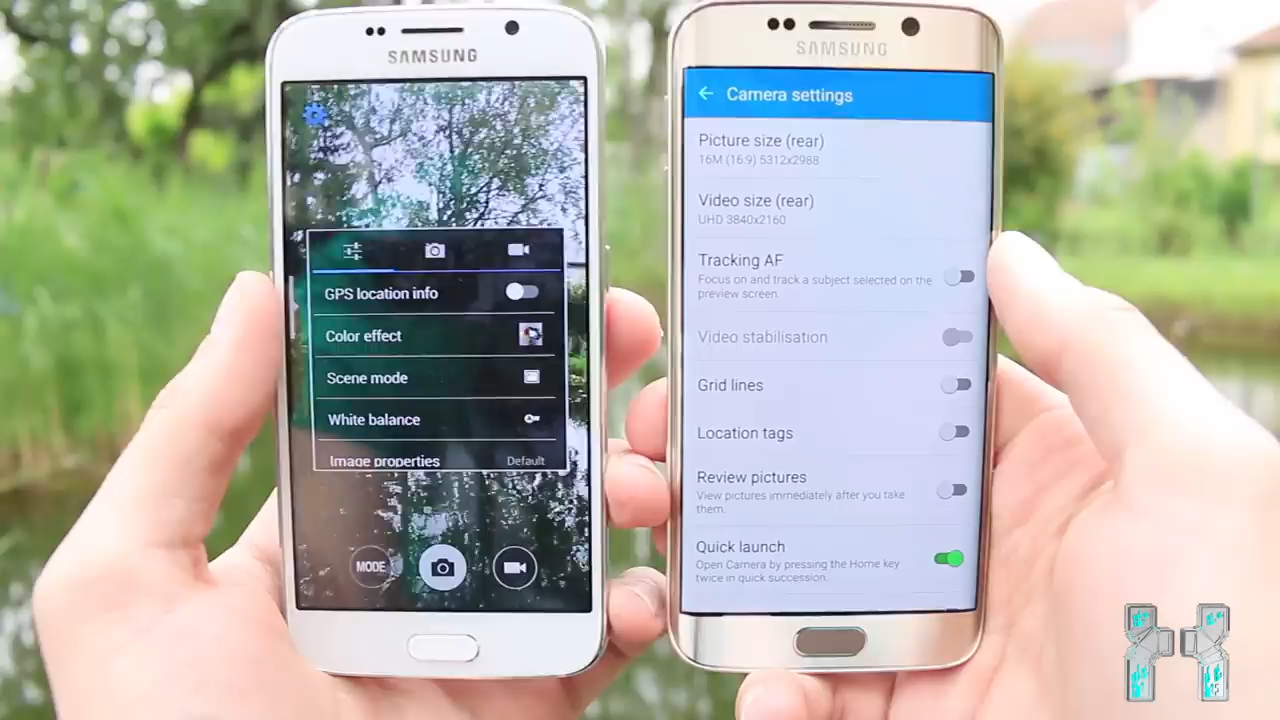 SAMSUNG
GPS location info
Color effect
Scene mode
White balance
Image properties Default
MODE
SAMSUNG
Camera settings
Picture size (rear)
16M (16:9) 5312x2988
Video size (rear)
UHD 3840x2160
Tracking AF
Focus on and track a subject selected on the
preview screen.
Video stabilisation
Grid lines
Location tags
Review pictures
View pictures immediately after you take
them.
Quick launch
Open Camera by pressing the Home key
twice in quick succession.